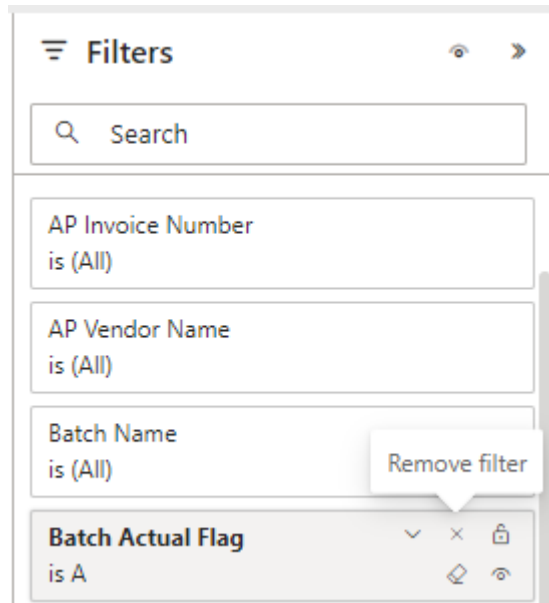 Filters
Search
AP Invoice Number
is (All)
AP Vendor Name
is (All)
Batch Name
is (All)
Remove filter
Batch Actual Flag
is A